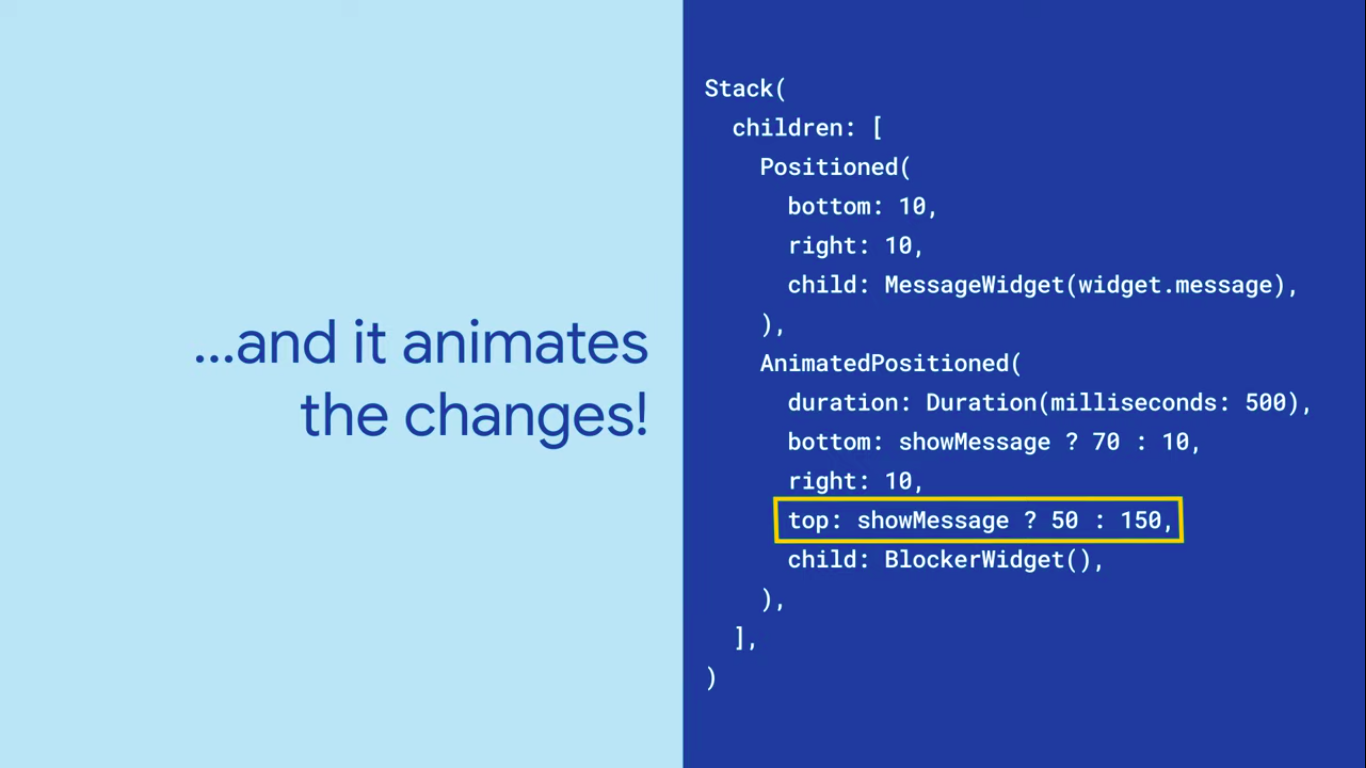 ...and it animates
the changes!
Stack(
  children: [
    Positioned(
      bottom: 10,
      right: 10,
      child: MessageWidget(widget.message),
    ),
    AnimatedPositioned(
      duration: Duration(milliseconds: 500),
      bottom: showMessage ? 70 : 10,
      right: 10,
      top: showMessage ? 50 : 150,
      child: BlockerWidget(),
    ),
  ],
)